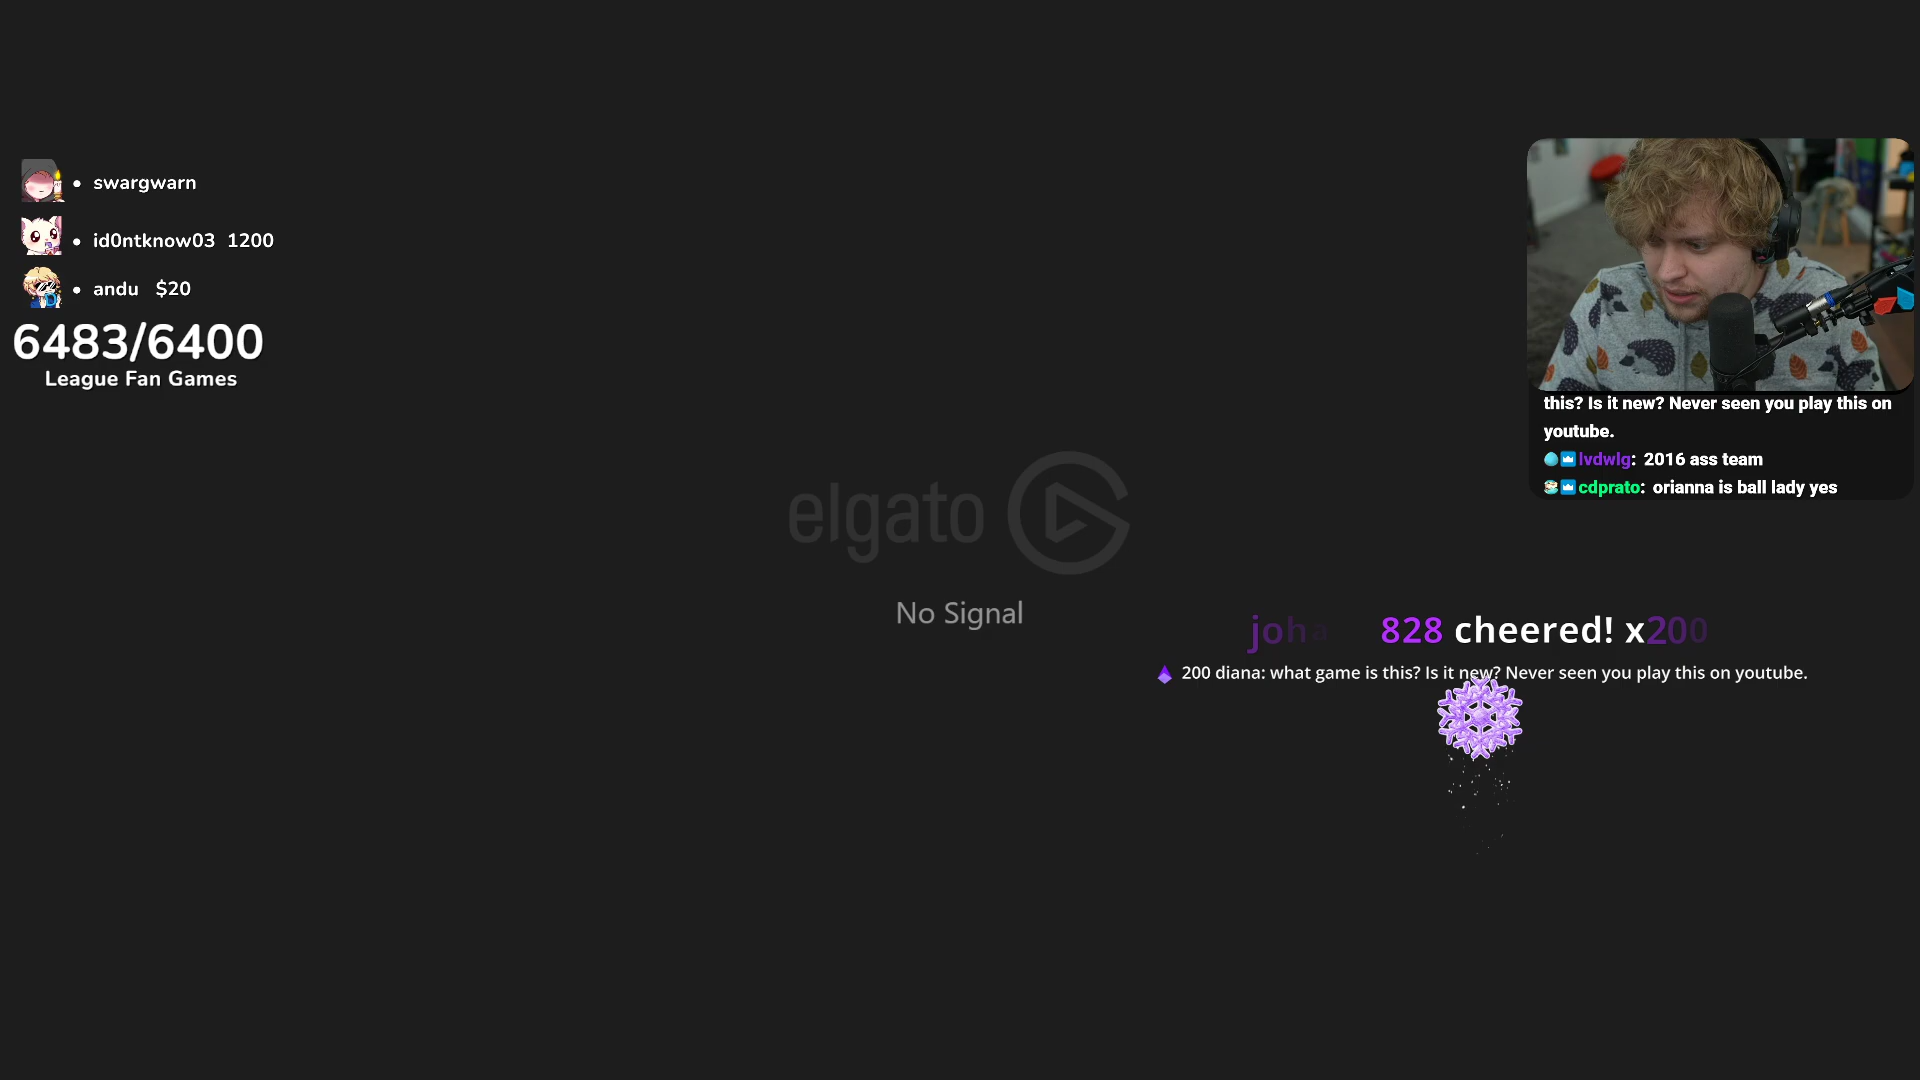 swargwarn
id0ntknow03 1200
andu $20
6483/6400
League Fan Games
this? Is it new? Never seen you play this on
youtube.
lvdwlg: 2016 ass team
cdprato: orianna is ball lady yes
elgato
No Signal
joha 828 cheered! x200
200 diana: what game is this? Is it new? Never seen you play this on youtube.